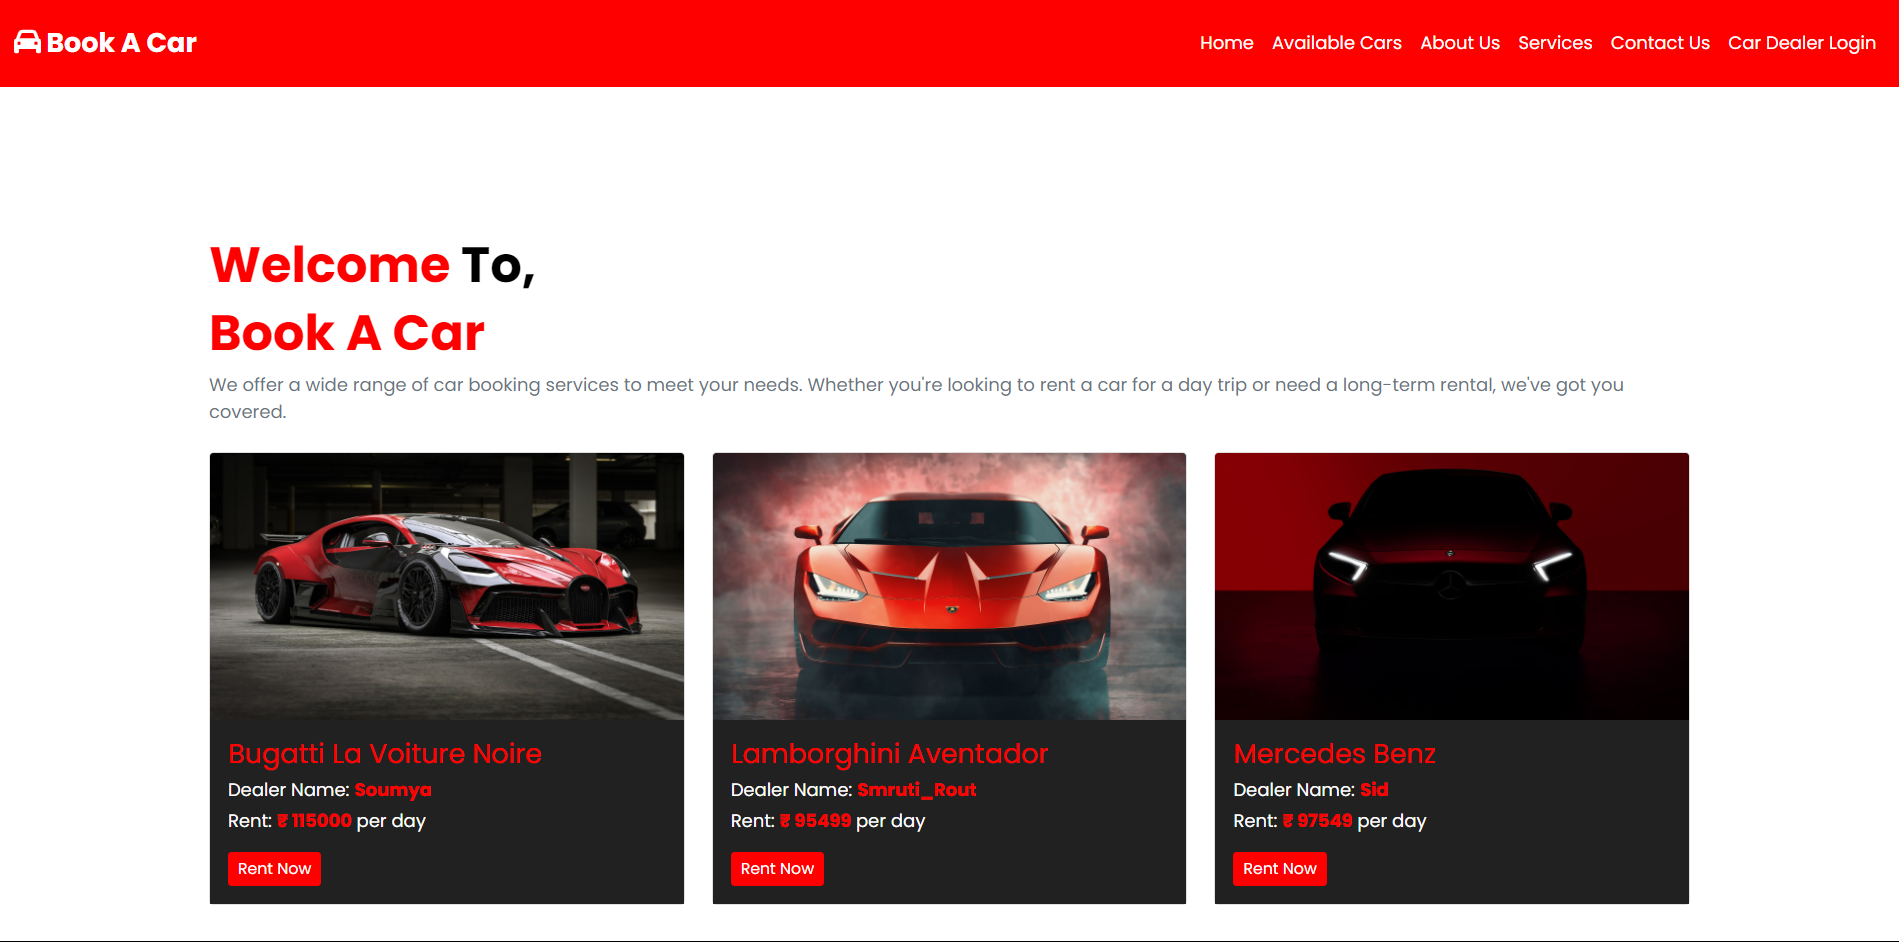 Book A Car
Home Available Cars About Us Services Contact Us Car Dealer Login
Welcome To,
Book A Car
We offer a wide range of car booking services to meet your needs. Whether you're looking to rent a car for a day trip or need a long-term rental, we've got you
covered.
Bugatti La Voiture Noire
Dealer Name: Soumya
Rent: ₹ 115000 per day
Rent Now
Lamborghini Aventador
Dealer Name: Smruti_Rout
Rent: ₹ 95499 per day
Rent Now
Mercedes Benz
Dealer Name: Sid
Rent: ₹ 97549 per day
Rent Now